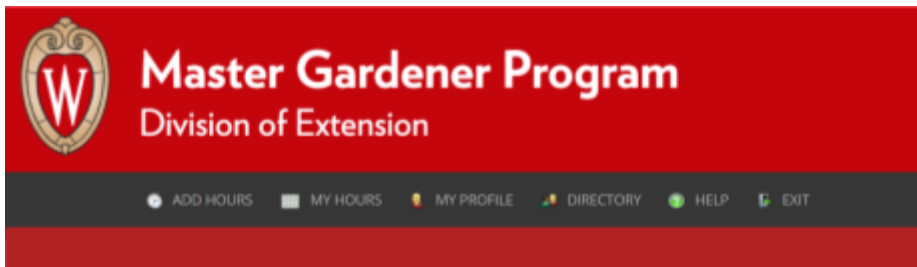 W
Master Gardener Program
Division of Extension
ADD HOURS MY HOURS MY PROFILE DIRECTORY HELP EXIT